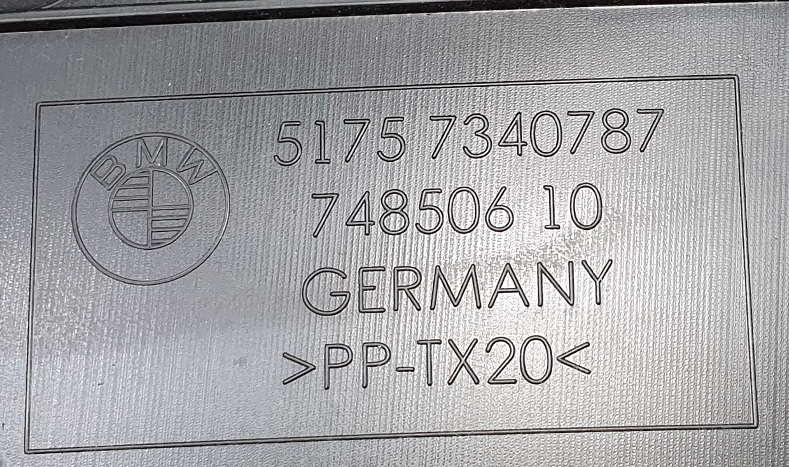 BMW
5175 7340787
748506 10
GERMANY
>PP-TX20<